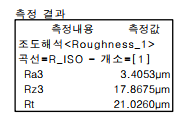 측정 결과
측정내용 측정값
조도해석<Roughness_1>
곡선=R_ISO - 개소=[1]
Ra3 3.4053μm
Rz3 17.8675μm
Rt 21.0260μm